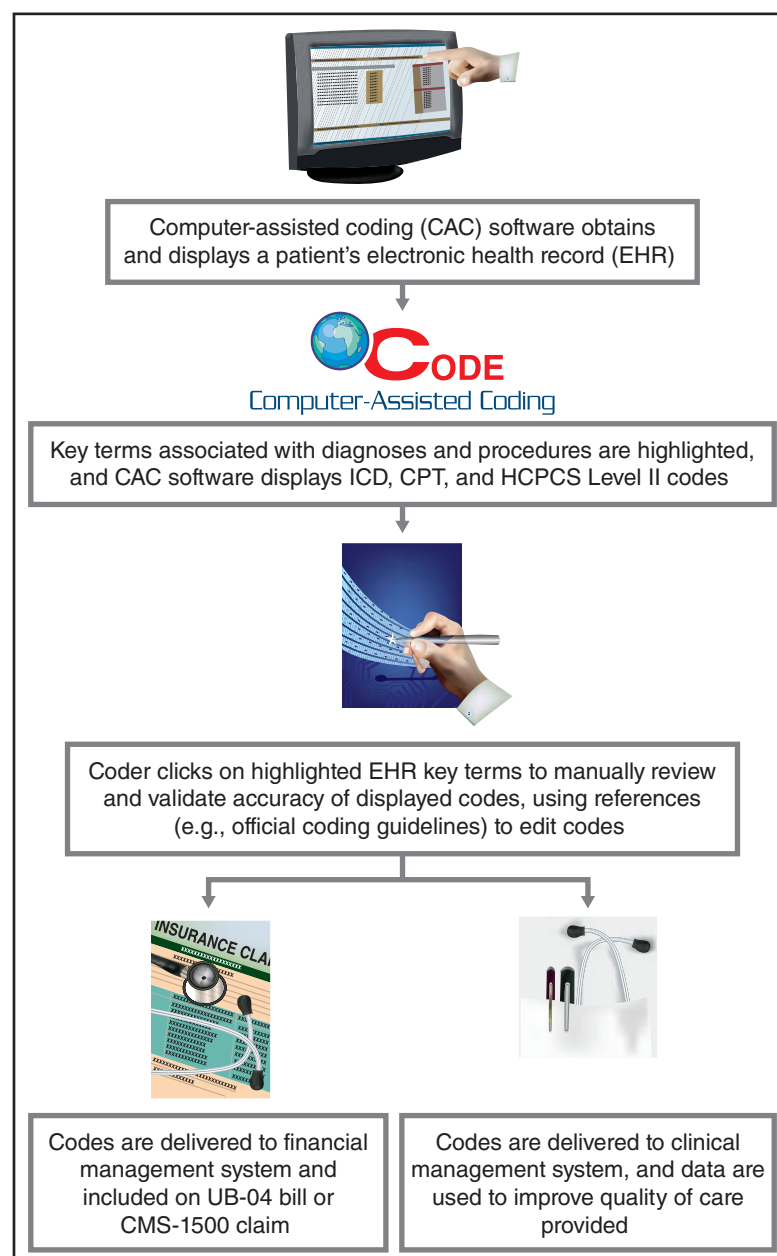 Computer-assisted coding (CAC) software obtains
and displays a patient’s electronic health record (EHR)
CODE
Computer-Assisted Coding
Key terms associated with diagnoses and procedures are highlighted,
and CAC software displays ICD, CPT, and HCPCS Level II codes
Coder clicks on highlighted EHR key terms to manually review
and validate accuracy of displayed codes, using references
(e.g., official coding guidelines) to edit codes
INSURANCE CLAI
Codes are delivered to financial
management system and
included on UB-04 bill or
CMS-1500 claim
Codes are delivered to clinical
management system, and data are
used to improve quality of care
provided